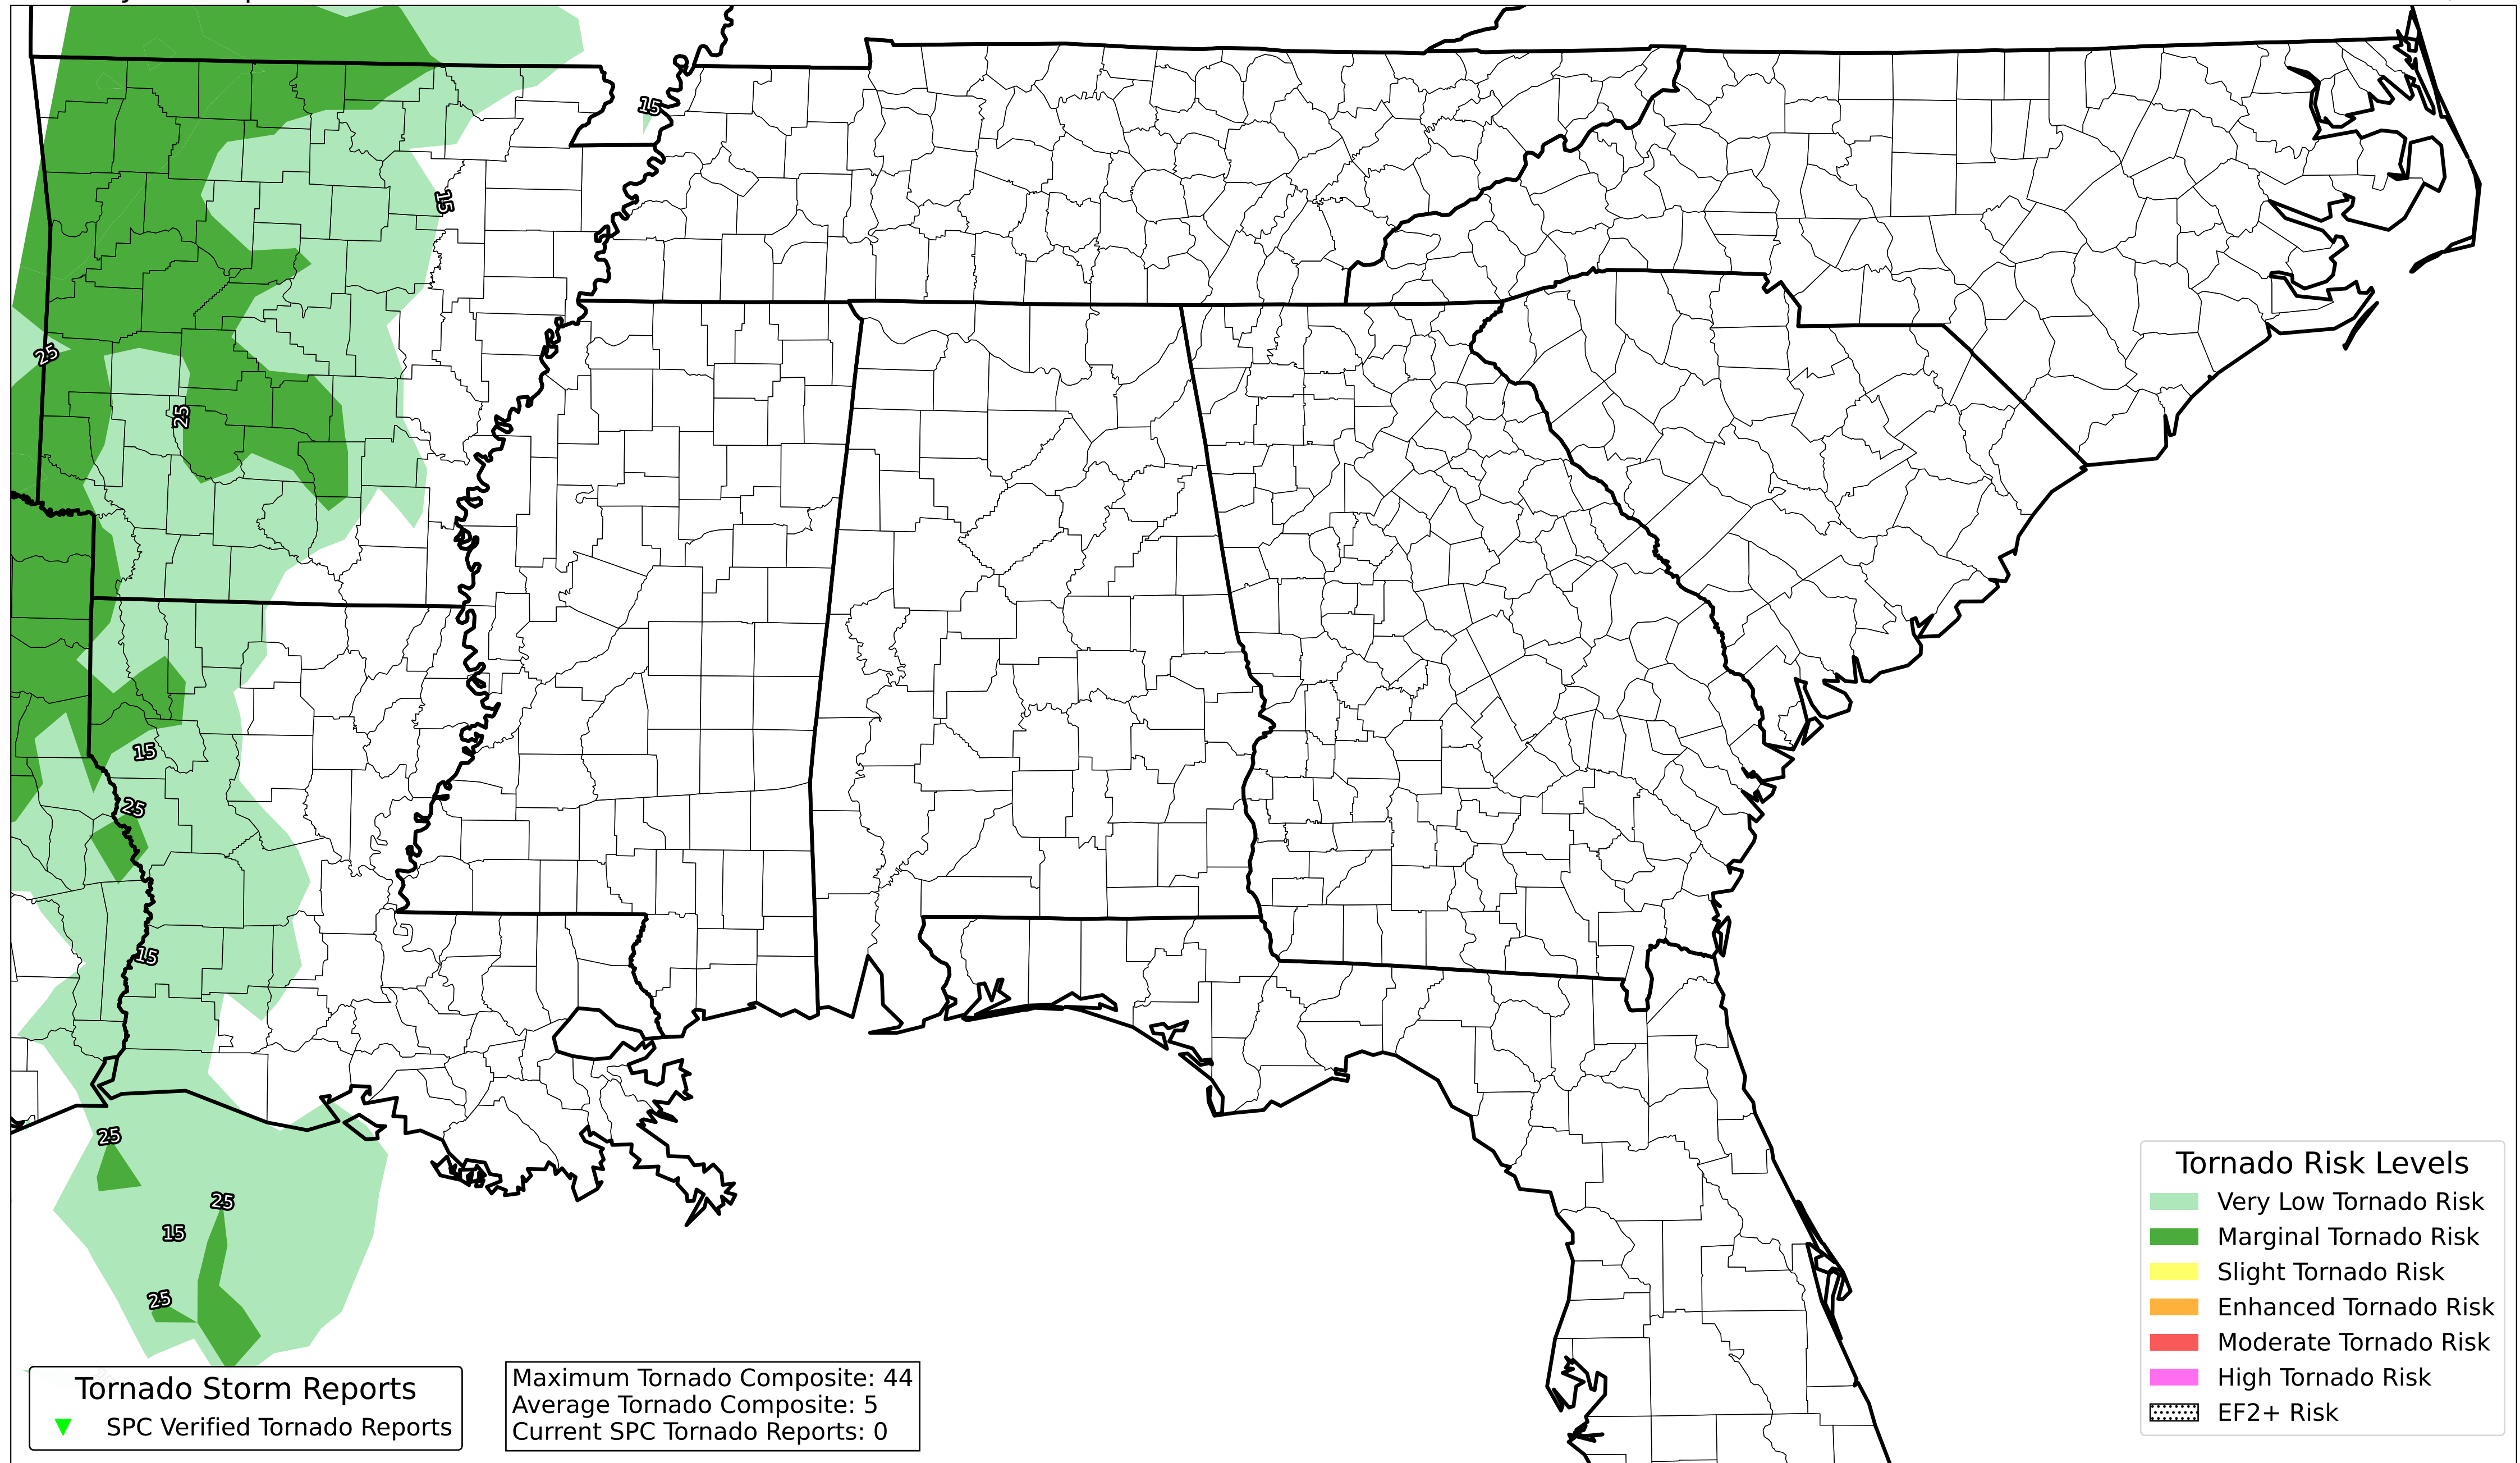 15
15
25
25
15
25
15
25
25
15
25
Tornado Risk Levels
Very Low Tornado Risk
Marginal Tornado Risk
Slight Tornado Risk
Enhanced Tornado Risk
Moderate Tornado Risk
High Tornado Risk
EF2+ Risk
Tornado Storm Reports
SPC Verified Tornado Reports
Maximum Tornado Composite: 44
Average Tornado Composite: 5
Current SPC Tornado Reports: 0